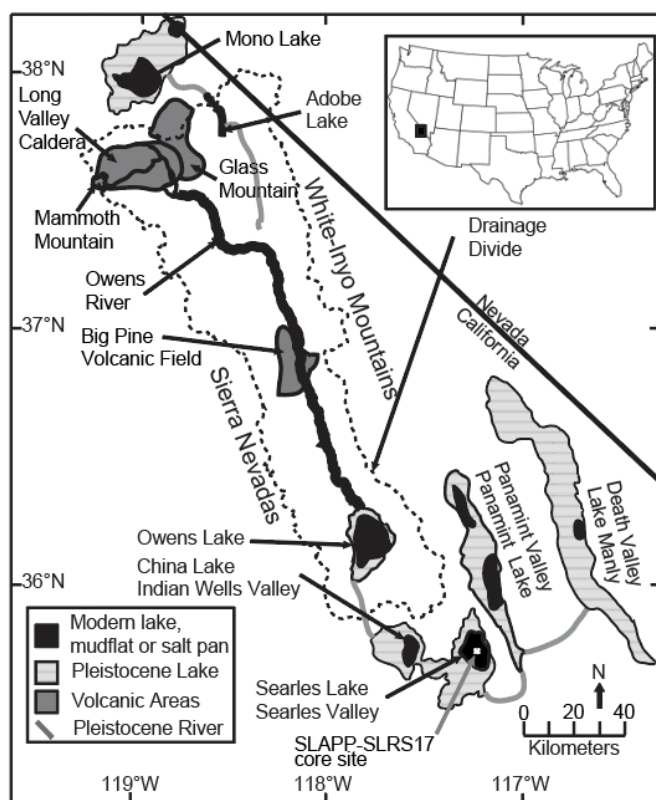 38°N
Mono Lake
Long
Valley
Caldera
Adobe
Lake
Glass
Mountain
Mammoth
Mountain
White-Inyo Mountains
Drainage
Divide
Owens
River
Nevada
California
37°N
Big Pine
Volcanic Field
Sierra Nevadas
Panamint Valley
Panamint Lake
Death Valley
Lake Manly
Owens Lake
China Lake
Indian Wells Valley
36°N
Modern lake,
mudflat or salt pan
Pleistocene Lake
Volcanic Areas
Pleistocene River
Searles Lake
Searles Valley
SLAPP-SLRS17
core site
N
0 20 40
Kilometers
119°W
118°W
117°W